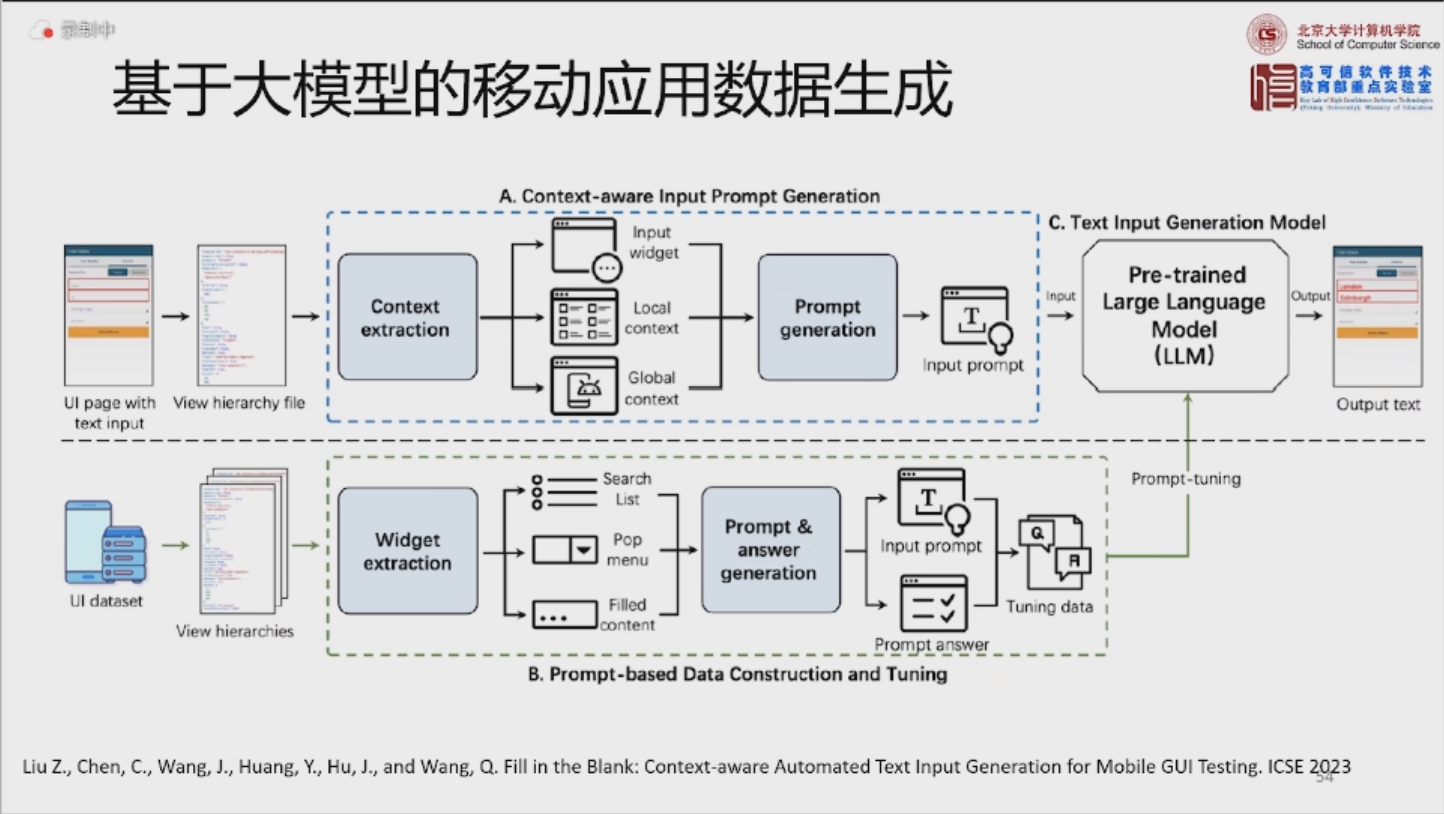 录制中
北京大学计算机学院
School of Computer Science
高可信软件技术
教育部重点实验室
Key Lab of High Confidence Software Technologies
(Peking University), Ministry of Education
基于大模型的移动应用数据生成
A. Context-aware Input Prompt Generation
C. Text Input Generation Model
UI page with
text input
View hierarchy file
Context
extraction
Input
widget
Local
context
Global
context
Prompt
generation
T
Input prompt
Input
Pre-trained
Large Language
Model
(LLM)
Output
London
Edinburgh
Output text
UI dataset
View hierarchies
Widget
extraction
Search
List
Pop
menu
Filled
content
Prompt &
answer
generation
T
Input prompt
Prompt answer
Q
A
Tuning data
Prompt-tuning
B. Prompt-based Data Construction and Tuning
Liu Z., Chen, C., Wang, J., Huang, Y., Hu, J., and Wang, Q. Fill in the Blank: Context-aware Automated Text Input Generation for Mobile GUI Testing. ICSE 2023
54